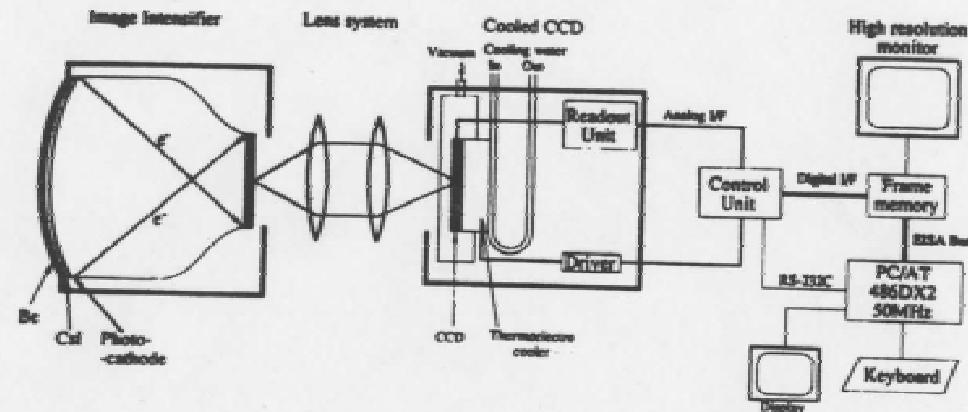 Image Intensifier
Lens system
Cooled CCD
Vacuum
Cooling water
In
Out
High resolution
monitor
Readout
Unit
Analog I/F
e-
e-
Control
Unit
Digital I/F
Frame
memory
EISA Bus
Driver
RS-232C
PC/AT
486DX2
50MHz
Be
CsI
Photo-
-cathode
CCD
Thermoelectro
cooler
Display
Keyboard